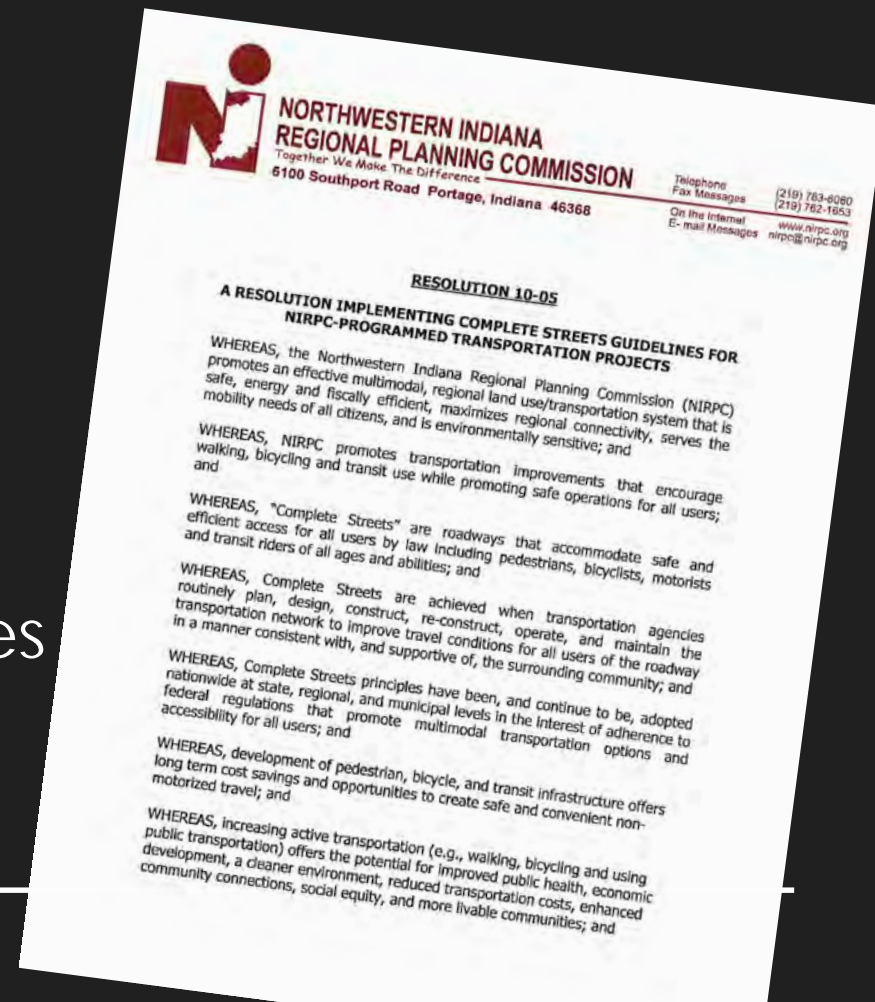 Ni
NORTHWESTERN INDIANA
REGIONAL PLANNING COMMISSION
Together We Make The Difference
6100 Southport Road Portage, Indiana 46368
Telephone (219) 763-6060
Fax Messages (219) 762-1653
On the Internet www.nirpc.org
E- mail Messages nirpc@nirpc.org
RESOLUTION 10-05
A RESOLUTION IMPLEMENTING COMPLETE STREETS GUIDELINES FOR
NIRPC-PROGRAMMED TRANSPORTATION PROJECTS
WHEREAS, the Northwestern Indiana Regional Planning Commission (NIRPC)
promotes an effective multimodal, regional land use/transportation system that is
safe, energy and fiscally efficient, maximizes regional connectivity, serves the
mobility needs of all citizens, and is environmentally sensitive; and
WHEREAS, NIRPC promotes transportation improvements that encourage
walking, bicycling and transit use while promoting safe operations for all users;
and
WHEREAS, "Complete Streets" are roadways that accommodate safe and
efficient access for all users by law including pedestrians, bicyclists, motorists
and transit riders of all ages and abilities; and
WHEREAS, Complete Streets are achieved when transportation agencies
routinely plan, design, construct, re-construct, operate, and maintain the
transportation network to improve travel conditions for all users of the roadway
in a manner consistent with, and supportive of, the surrounding community; and
es
WHEREAS, Complete Streets principles have been, and continue to be, adopted
nationwide at state, regional, and municipal levels in the interest of adherence to
federal regulations that promote multimodal transportation options and
accessibility for all users; and
WHEREAS, development of pedestrian, bicycle, and transit infrastructure offers
long term cost savings and opportunities to create safe and convenient non-
motorized travel; and
WHEREAS, increasing active transportation (e.g., walking, bicycling and using
public transportation) offers the potential for improved public health, economic
development, a cleaner environment, reduced transportation costs, enhanced
community connections, social equity, and more livable communities; and